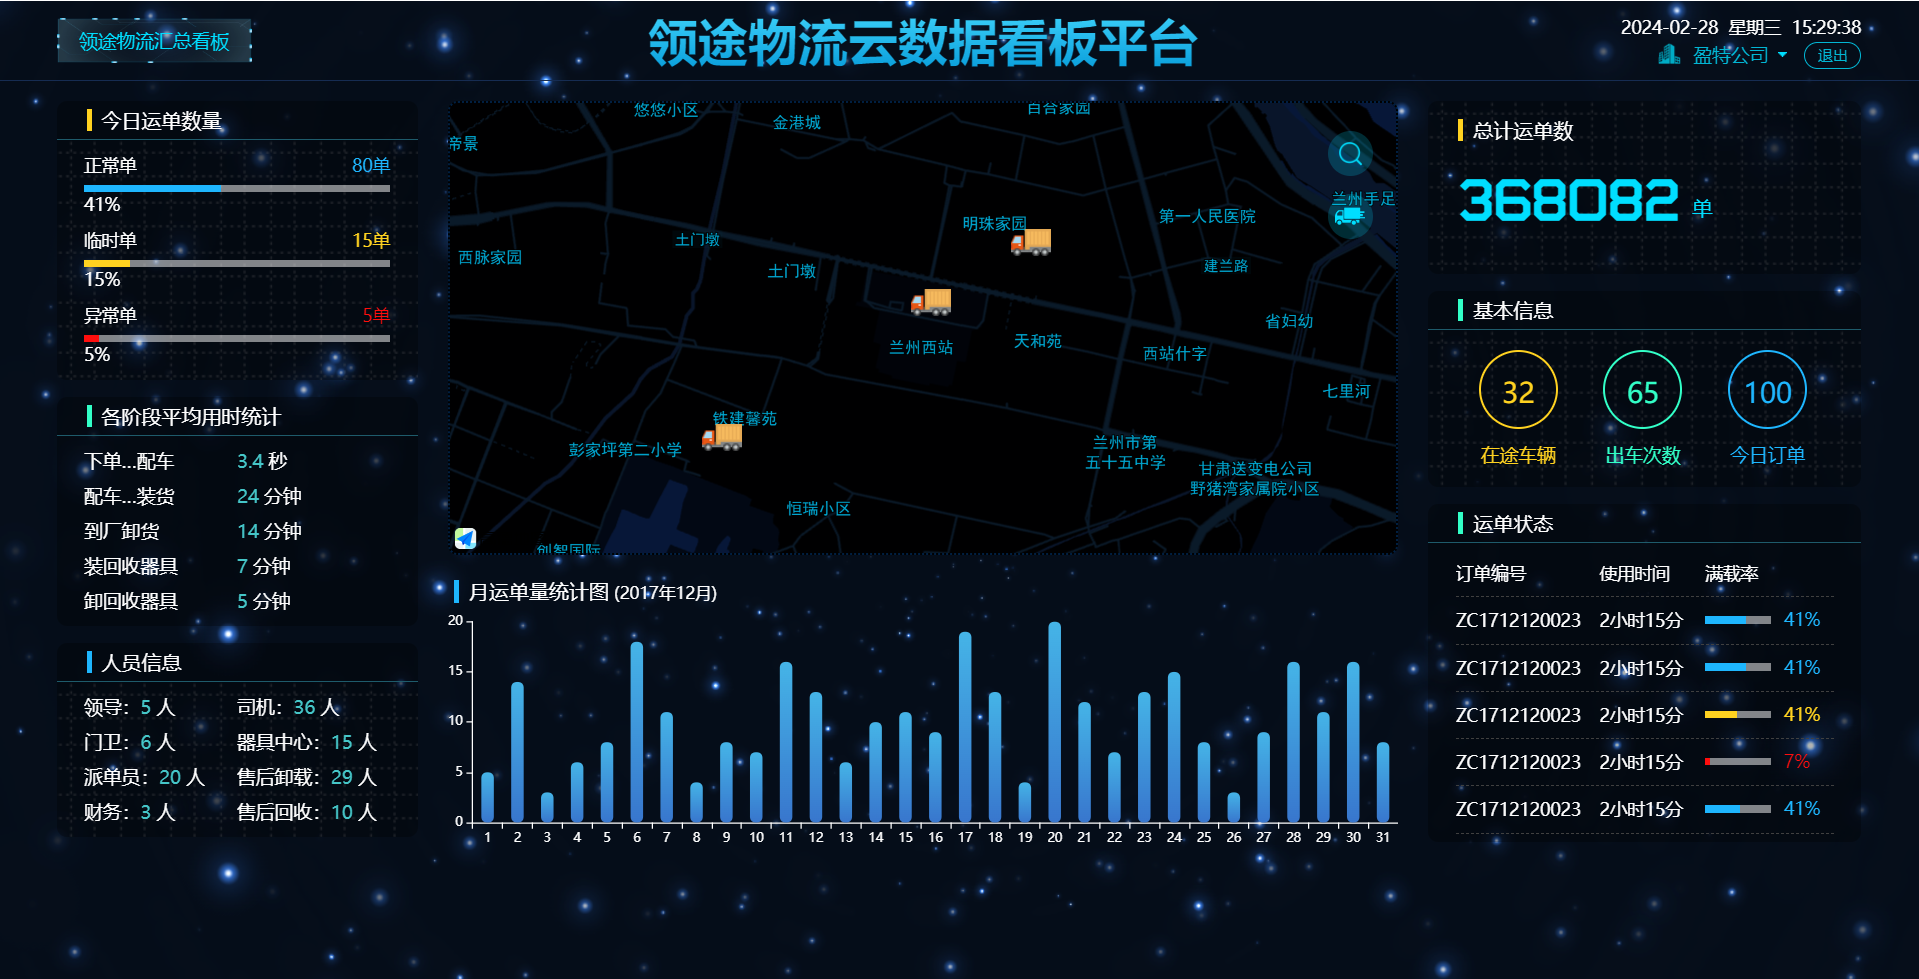 领途物流汇总看板
领途物流云数据看板平台
2024-02-28 星期三 15:29:38
盈特公司
退出
今日运单数量
正常单 80单
41%
临时单 15单
15%
异常单 5单
5%
各阶段平均用时统计
下单...配车 3.4 秒
配车...装货 24 分钟
到厂卸货 14 分钟
装回收器具 7 分钟
卸回收器具 5 分钟
人员信息
领导：5 人 司机：36 人
门卫：6 人 器具中心：15 人
派单员：20 人 售后卸载：29 人
财务：3 人 售后回收：10 人
悠悠小区
百合家园
金港城
帝景
兰州手足
第一人民医院
明珠家园
土门墩
西脉家园
土门墩
建兰路
省妇幼
天和苑
兰州西站
西站什字
七里河
铁建馨苑
彭家坪第二小学
兰州市第
五十五中学
甘肃送变电公司
野猪湾家属院小区
恒瑞小区
创智国际
月运单量统计图 (2017年12月)
20
15
10
5
0
1 2 3 4 5 6 7 8 9 10 11 12 13 14 15 16 17 18 19 20 21 22 23 24 25 26 27 28 29 30 31
总计运单数
368082 单
基本信息
32 65 100
在途车辆 出车次数 今日订单
运单状态
订单编号 使用时间 满载率
ZC1712120023 2小时15分 41%
ZC1712120023 2小时15分 41%
ZC1712120023 2小时15分 41%
ZC1712120023 2小时15分 7%
ZC1712120023 2小时15分 41%